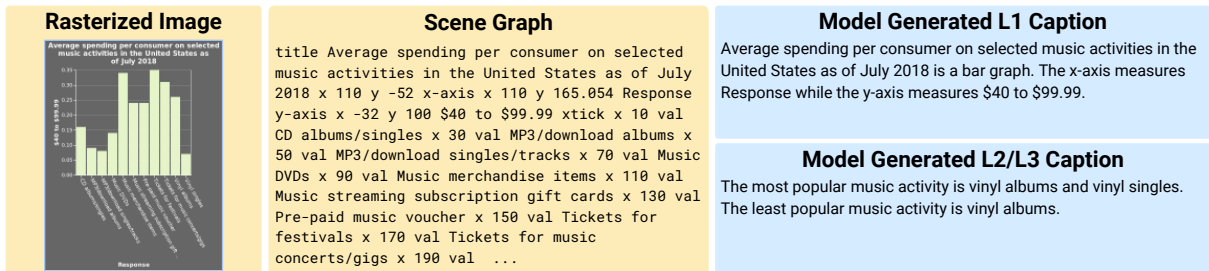 Rasterized Image
Average spending per consumer on selected
music activities in the United States as
of July 2018
0.35
0.30
0.25
0.20
0.15
0.10
0.05
0.00
$40 to $99.99
CD albums/singles
Response
Scene Graph
title Average spending per consumer on selected
music activities in the United States as of July
2018 x 110 y -52 x-axis x 110 y 165.054 Response
y-axis x -32 y 100 $40 to $99.99 xtick x 10 val
CD albums/singles x 30 val MP3/download albums x
50 val MP3/download singles/tracks x 70 val Music
DVDs x 90 val Music merchandise items x 110 val
Music streaming subscription gift cards x 130 val
Pre-paid music voucher x 150 val Tickets for
festivals x 170 val Tickets for music
concerts/gigs x 190 val ...
Model Generated L1 Caption
Average spending per consumer on selected music activities in the
United States as of July 2018 is a bar graph. The x-axis measures
Response while the y-axis measures $40 to $99.99.
Model Generated L2/L3 Caption
The most popular music activity is vinyl albums and vinyl singles.
The least popular music activity is vinyl albums.